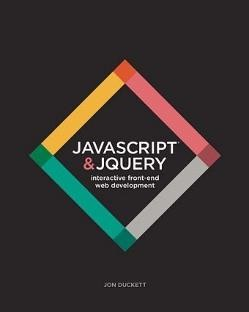 JAVASCRIPT
& JQUERY
interactive front-end
web development
JON DUCKETT